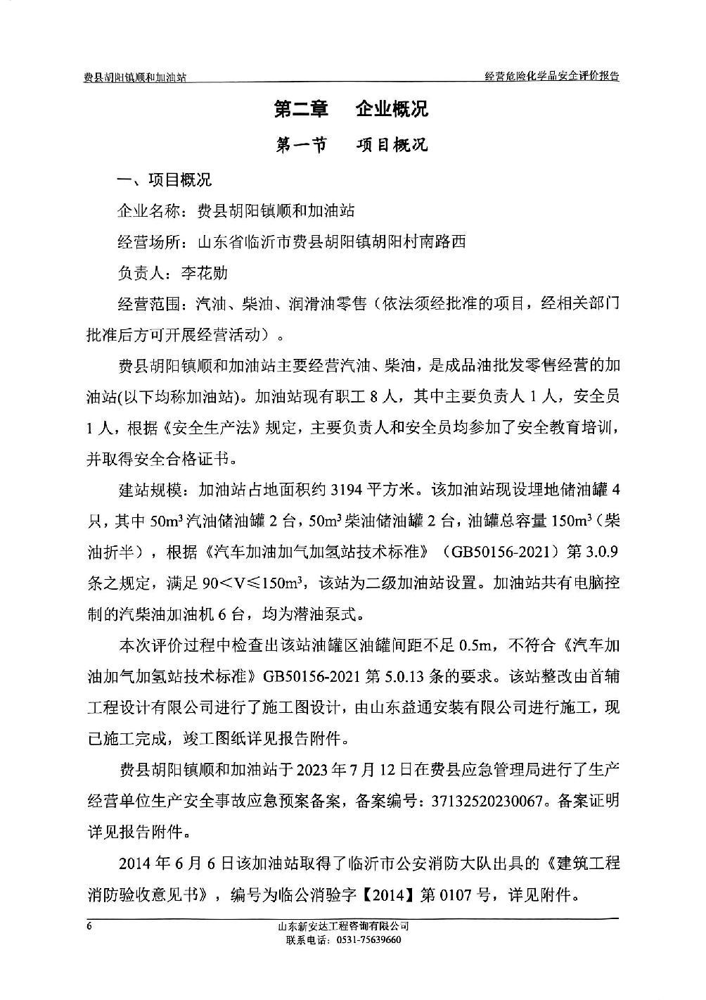 费县胡阳镇顺和加油站 经营危险化学品安全评价报告
第二章 企业概况
第一节 项目概况
一、项目概况
企业名称：费县胡阳镇顺和加油站
经营场所：山东省临沂市费县胡阳镇胡阳村南路西
负责人：李花勋
经营范围：汽油、柴油、润滑油零售（依法须经批准的项目，经相关部门
批准后方可开展经营活动）。
费县胡阳镇顺和加油站主要经营汽油、柴油，是成品油批发零售经营的加
油站(以下均称加油站)。加油站现有职工 8 人，其中主要负责人 1 人，安全员
1 人，根据《安全生产法》规定，主要负责人和安全员均参加了安全教育培训，
并取得安全合格证书。
建站规模：加油站占地面积约 3194 平方米。该加油站现设埋地储油罐 4
只，其中 50m³ 汽油储油罐 2 台，50m³ 柴油储油罐 2 台，油罐总容量 150m³（柴
油折半），根据《汽车加油加气加氢站技术标准》（GB50156-2021）第 3.0.9
条之规定，满足 90＜V≤150m³，该站为二级加油站设置。加油站共有电脑控
制的汽柴油加油机 6 台，均为潜油泵式。
本次评价过程中检查出该站油罐区油罐间距不足 0.5m，不符合《汽车加
油加气加氢站技术标准》GB50156-2021 第 5.0.13 条的要求。该站整改由首辅
工程设计有限公司进行了施工图设计，由山东益通安装有限公司进行施工，现
已施工完成，竣工图纸详见报告附件。
费县胡阳镇顺和加油站于 2023 年 7 月 12 日在费县应急管理局进行了生产
经营单位生产安全事故应急预案备案，备案编号：37132520230067。备案证明
详见报告附件。
2014 年 6 月 6 日该加油站取得了临沂市公安消防大队出具的《建筑工程
消防验收意见书》，编号为临公消验字【2014】第 0107 号，详见附件。
6 山东新安达工程咨询有限公司
联系电话：0531-75639660